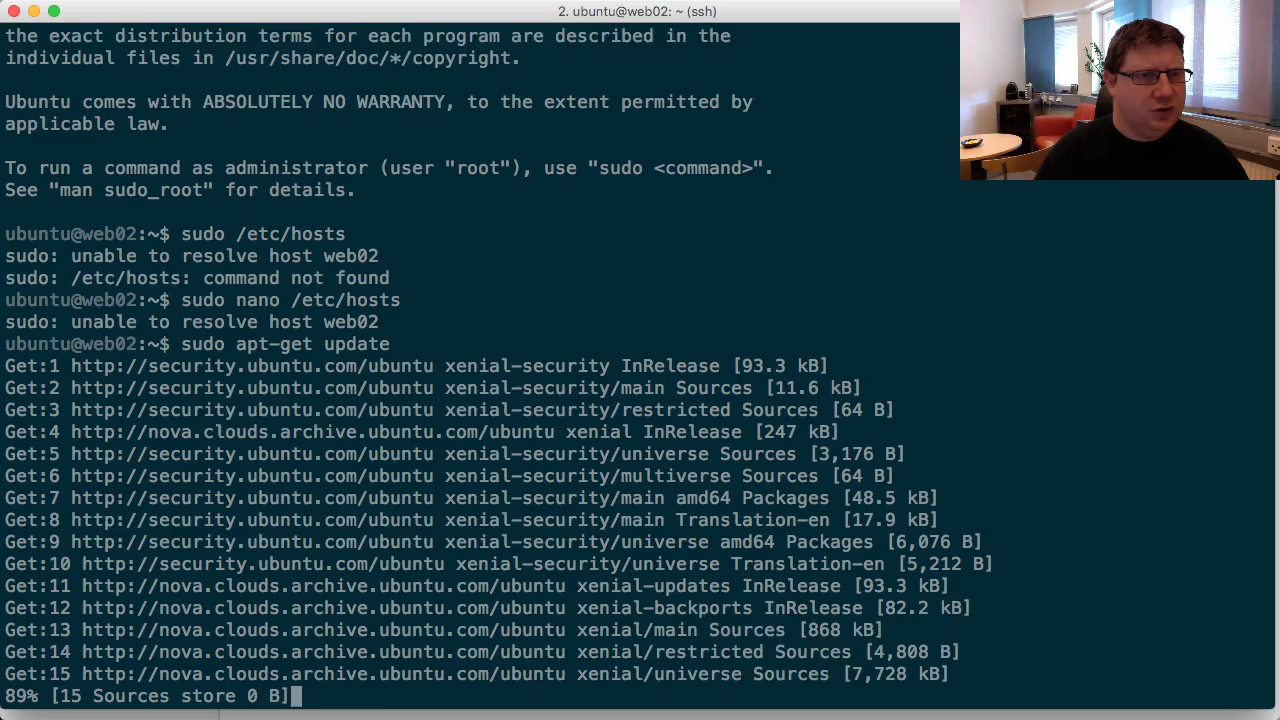 2. ubuntu@web02: ~ (ssh)
the exact distribution terms for each program are described in the
individual files in /usr/share/doc/*/copyright.
Ubuntu comes with ABSOLUTELY NO WARRANTY, to the extent permitted by
applicable law.
To run a command as administrator (user "root"), use "sudo <command>".
See "man sudo_root" for details.
ubuntu@web02:~$ sudo /etc/hosts
sudo: unable to resolve host web02
sudo: /etc/hosts: command not found
ubuntu@web02:~$ sudo nano /etc/hosts
sudo: unable to resolve host web02
ubuntu@web02:~$ sudo apt-get update
Get:1 http://security.ubuntu.com/ubuntu xenial-security InRelease [93.3 kB]
Get:2 http://security.ubuntu.com/ubuntu xenial-security/main Sources [11.6 kB]
Get:3 http://security.ubuntu.com/ubuntu xenial-security/restricted Sources [64 B]
Get:4 http://nova.clouds.archive.ubuntu.com/ubuntu xenial InRelease [247 kB]
Get:5 http://security.ubuntu.com/ubuntu xenial-security/universe Sources [3,176 B]
Get:6 http://security.ubuntu.com/ubuntu xenial-security/multiverse Sources [64 B]
Get:7 http://security.ubuntu.com/ubuntu xenial-security/main amd64 Packages [48.5 kB]
Get:8 http://security.ubuntu.com/ubuntu xenial-security/main Translation-en [17.9 kB]
Get:9 http://security.ubuntu.com/ubuntu xenial-security/universe amd64 Packages [6,076 B]
Get:10 http://security.ubuntu.com/ubuntu xenial-security/universe Translation-en [5,212 B]
Get:11 http://nova.clouds.archive.ubuntu.com/ubuntu xenial-updates InRelease [93.3 kB]
Get:12 http://nova.clouds.archive.ubuntu.com/ubuntu xenial-backports InRelease [82.2 kB]
Get:13 http://nova.clouds.archive.ubuntu.com/ubuntu xenial/main Sources [868 kB]
Get:14 http://nova.clouds.archive.ubuntu.com/ubuntu xenial/restricted Sources [4,808 B]
Get:15 http://nova.clouds.archive.ubuntu.com/ubuntu xenial/universe Sources [7,728 kB]
89% [15 Sources store 0 B]